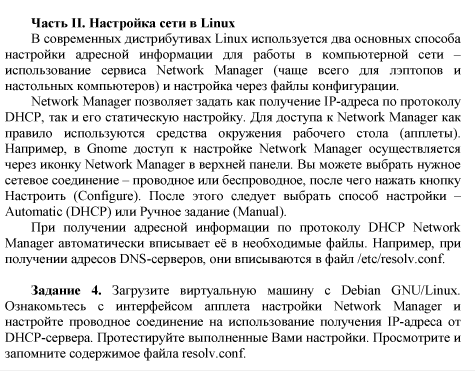 Часть II. Настройка сети в Linux
В современных дистрибутивах Linux используется два основных способа
настройки адресной информации для работы в компьютерной сети –
использование сервиса Network Manager (чаще всего для лэптопов и
настольных компьютеров) и настройка через файлы конфигурации.
Network Manager позволяет задать как получение IP-адреса по протоколу
DHCP, так и его статическую настройку. Для доступа к Network Manager как
правило используются средства окружения рабочего стола (апплеты).
Например, в Gnome доступ к настройке Network Manager осуществляется
через иконку Network Manager в верхней панели. Вы можете выбрать нужное
сетевое соединение – проводное или беспроводное, после чего нажать кнопку
Настроить (Configure). После этого следует выбрать способ настройки –
Automatic (DHCP) или Ручное задание (Manual).
При получении адресной информации по протоколу DHCP Network
Manager автоматически вписывает её в необходимые файлы. Например, при
получении адресов DNS-серверов, они вписываются в файл /etc/resolv.conf.
Задание 4. Загрузите виртуальную машину с Debian GNU/Linux.
Ознакомьтесь с интерфейсом апплета настройки Network Manager и
настройте проводное соединение на использование получения IP-адреса от
DHCP-сервера. Протестируйте выполненные Вами настройки. Просмотрите и
запомните содержимое файла resolv.conf.